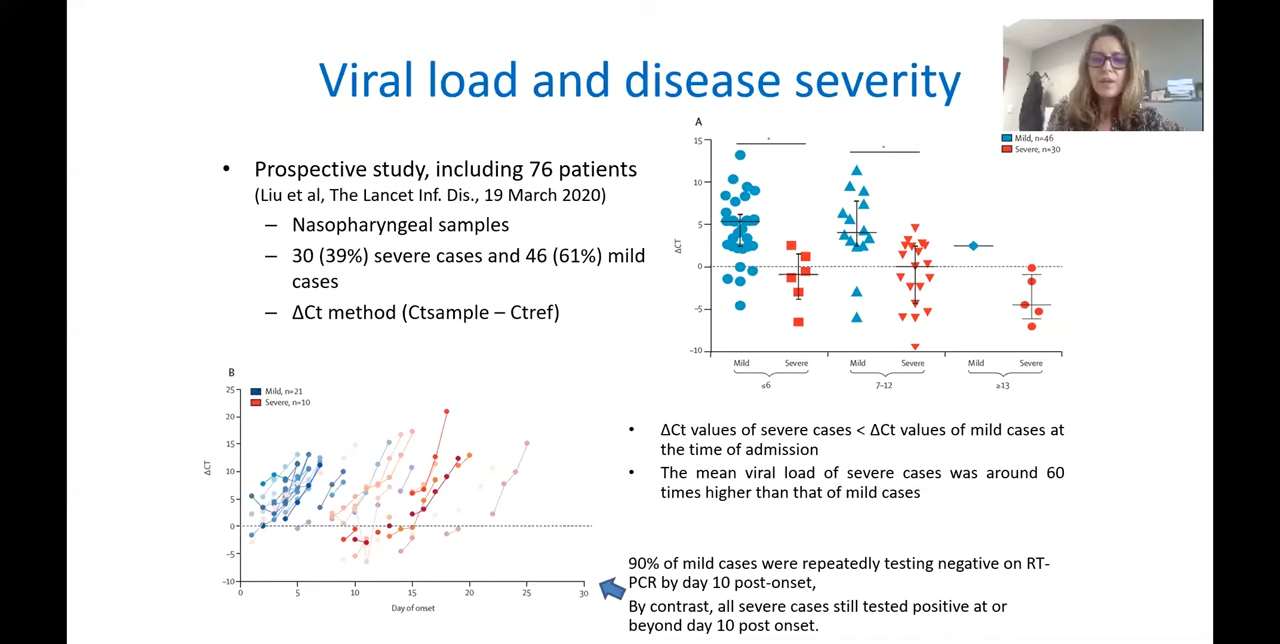 Viral load and disease severity
• Prospective study, including 76 patients
(Liu et al, The Lancet Inf. Dis., 19 March 2020)
– Nasopharyngeal samples
– 30 (39%) severe cases and 46 (61%) mild
cases
– ΔCt method (Ctsample – Ctref)
A
Mild, n=46
Severe, n=30
15
10
5
0
–5
–10
ΔCT
*
*
Mild Severe Mild Severe Mild Severe
≤6 7–12 ≥13
B
Mild, n=21
Severe, n=10
25
20
15
10
5
0
–5
–10
ΔCT
0 5 10 15 20 25 30
Day of onset
• ΔCt values of severe cases < ΔCt values of mild cases at
the time of admission
• The mean viral load of severe cases was around 60
times higher than that of mild cases
90% of mild cases were repeatedly testing negative on RT-
PCR by day 10 post-onset,
By contrast, all severe cases still tested positive at or
beyond day 10 post onset.